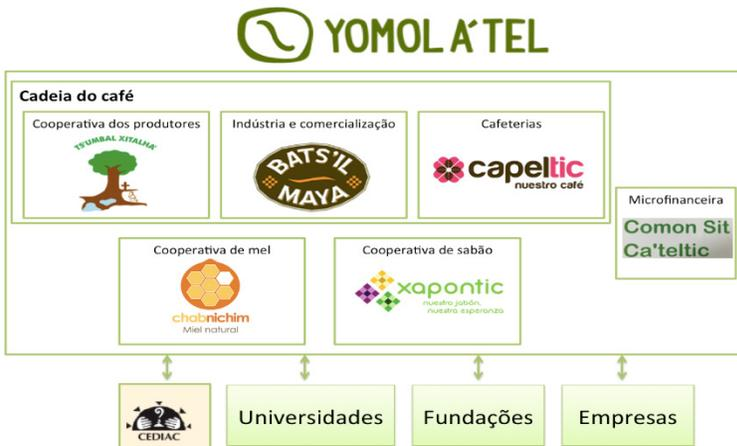 YOMOL A´TEL
Cadeia do café
Cooperativa dos produtores
Indústria e comercialização
Cafeterias
TS'UMBAL XITALHA'
BATS'IL
MAYA
capeltic
nuestro café
Microfinanceira
Comon Sit
Ca'teltic
Cooperativa de mel
Cooperativa de sabão
chabnichim
Miel natural
xapontic
nuestro jabón,
nuestra esperanza
CEDIAC
Universidades
Fundações
Empresas